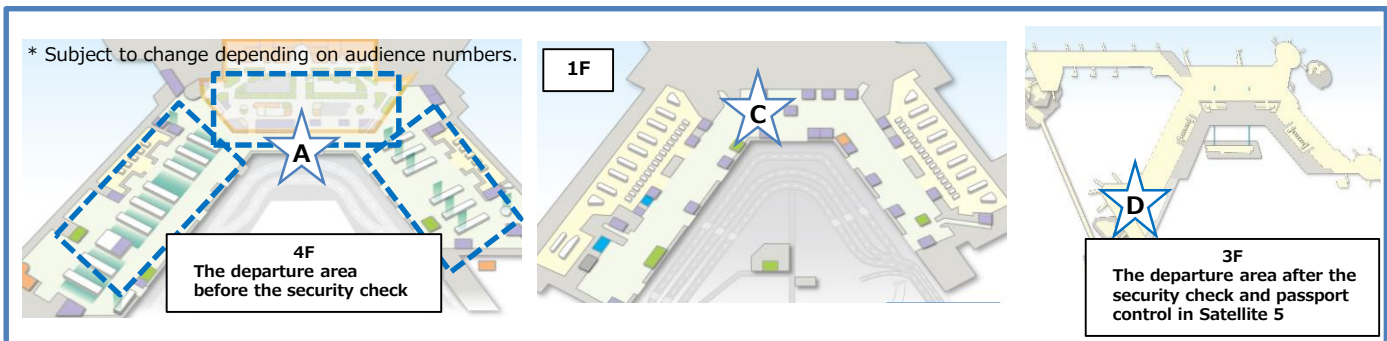 * Subject to change depending on audience numbers.
A
4F
The departure area
before the security check
1F
C
D
3F
The departure area after the
security check and passport
control in Satellite 5